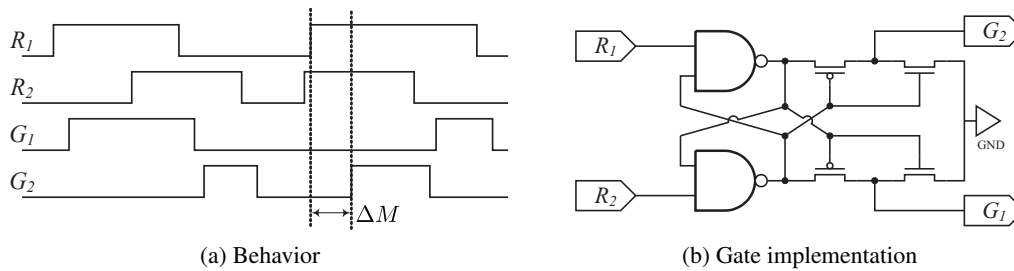 R₁
R₂
G₁
G₂
ΔM
(a) Behavior
R₁
R₂
G₂
GND
G₁
(b) Gate implementation